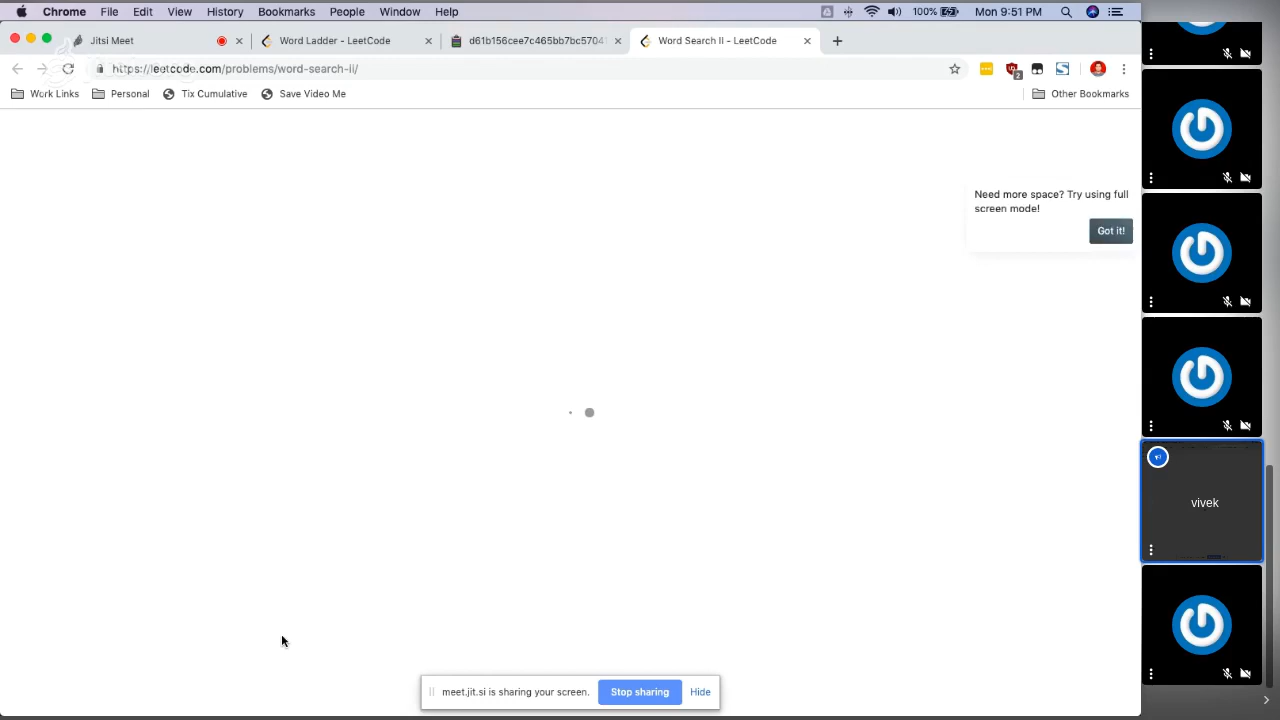 Chrome File Edit View History Bookmarks People Window Help 100% Mon 9:51 PM
Jitsi Meet Word Ladder - LeetCode d61b156cee7c465bb7bc57041 Word Search II - LeetCode
https://leetcode.com/problems/word-search-ii/ 2
Work Links Personal Tix Cumulative Save Video Me Other Bookmarks
Need more space? Try using full
screen mode!
Got it!
vivek
meet.jit.si is sharing your screen. Stop sharing Hide